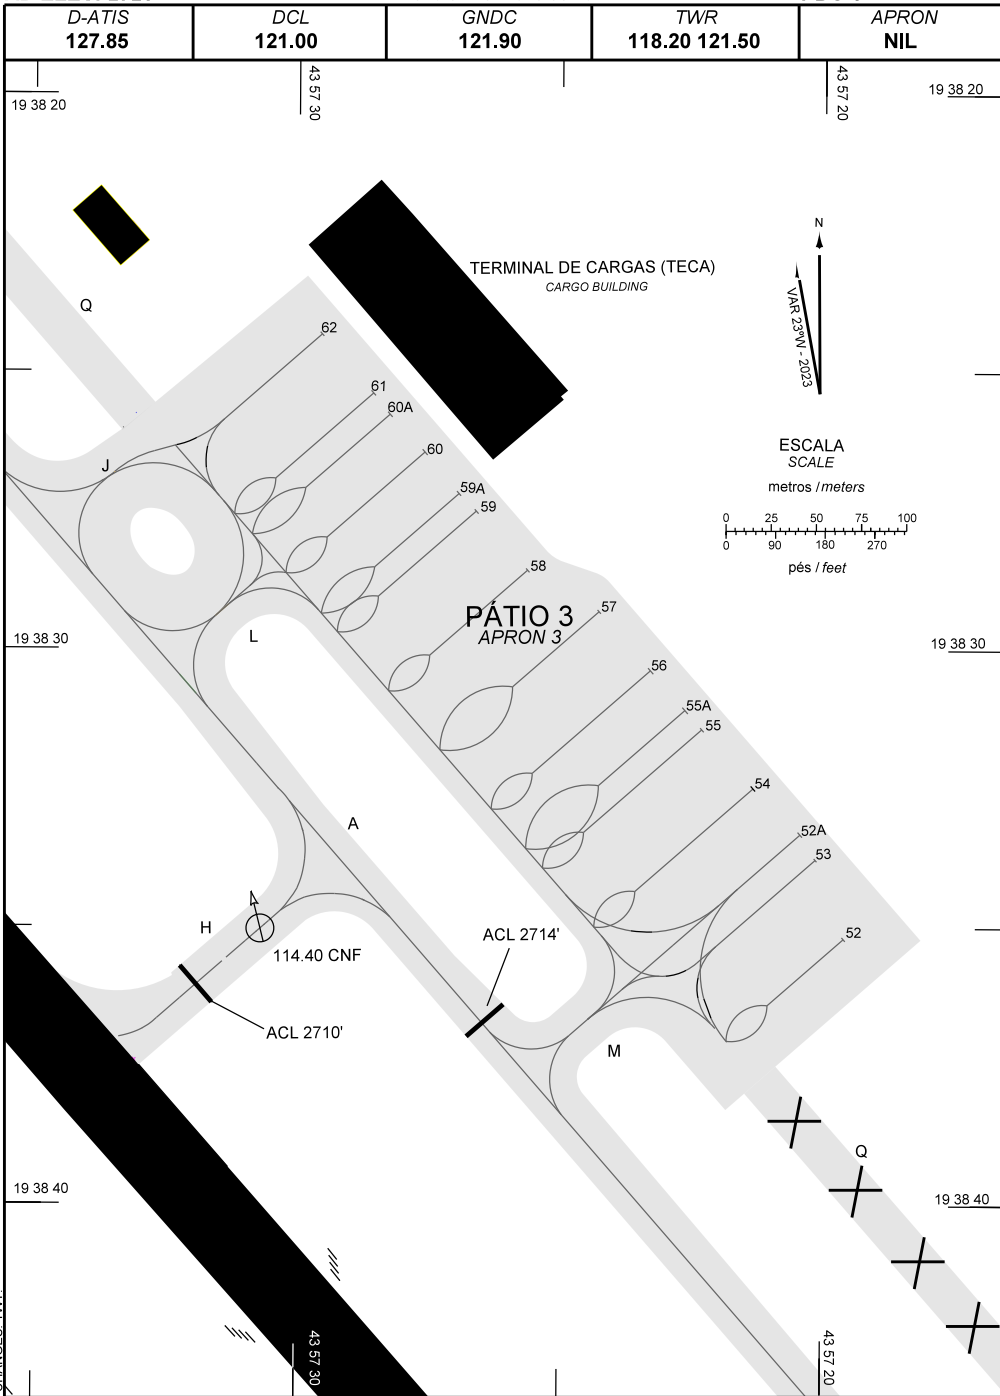 D-ATIS
127.85
DCL
121.00
GNDC
121.90
TWR
118.20 121.50
APRON
NIL
43 57 30
43 57 20
19 38 20
19 38 20
N
VAR 23ºW - 2023
TERMINAL DE CARGAS (TECA)
CARGO BUILDING
Q
62
61
60A
60
59A
59
58
57
56
55A
55
54
52A
53
52
ESCALA
SCALE
metros / meters
0 25 50 75 100
0 90 180 270
pés / feet
J
PÁTIO 3
APRON 3
L
19 38 30
19 38 30
A
H
114.40 CNF
ACL 2714'
ACL 2710'
M
Q
19 38 40
19 38 40
43 57 30
43 57 20